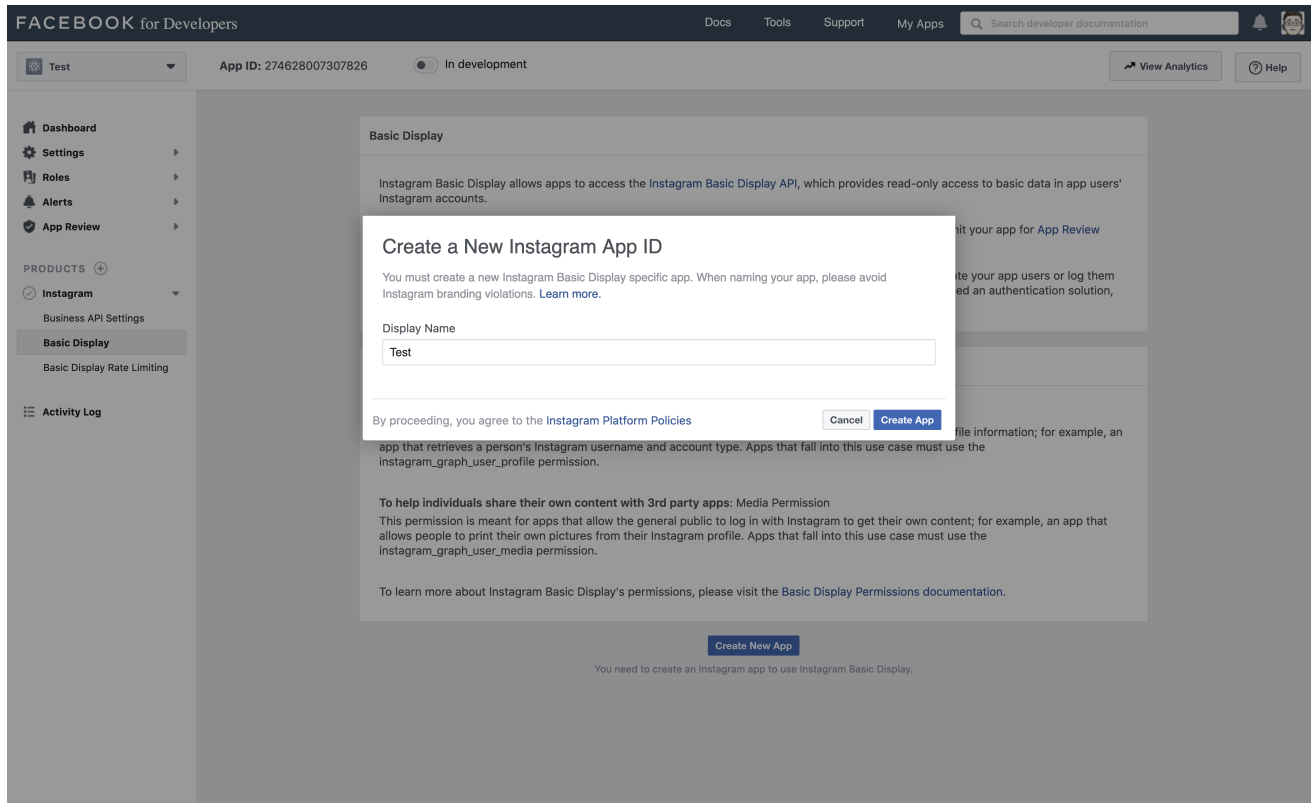 FACEBOOK for Developers
Docs Tools Support My Apps Search developer documentation
Test App ID: 274628007307826 In development View Analytics Help
Dashboard
Settings
Roles
Alerts
App Review
PRODUCTS
Instagram
Business API Settings
Basic Display
Basic Display Rate Limiting
Activity Log
Basic Display
Instagram Basic Display allows apps to access the Instagram Basic Display API, which provides read-only access to basic data in app users'
Instagram accounts.
your app for App Review
your app users or log them
an authentication solution,
Create a New Instagram App ID
You must create a new Instagram Basic Display specific app. When naming your app, please avoid
Instagram branding violations. Learn more.
Display Name
Test
By proceeding, you agree to the Instagram Platform Policies
Cancel Create App
information; for example, an
app that retrieves a person's Instagram username and account type. Apps that fall into this use case must use the
instagram_graph_user_profile permission.
To help individuals share their own content with 3rd party apps: Media Permission
This permission is meant for apps that allow the general public to log in with Instagram to get their own content; for example, an app that
allows people to print their own pictures from their Instagram profile. Apps that fall into this use case must use the
instagram_graph_user_media permission.
To learn more about Instagram Basic Display's permissions, please visit the Basic Display Permissions documentation.
Create New App
You need to create an Instagram app to use Instagram Basic Display.